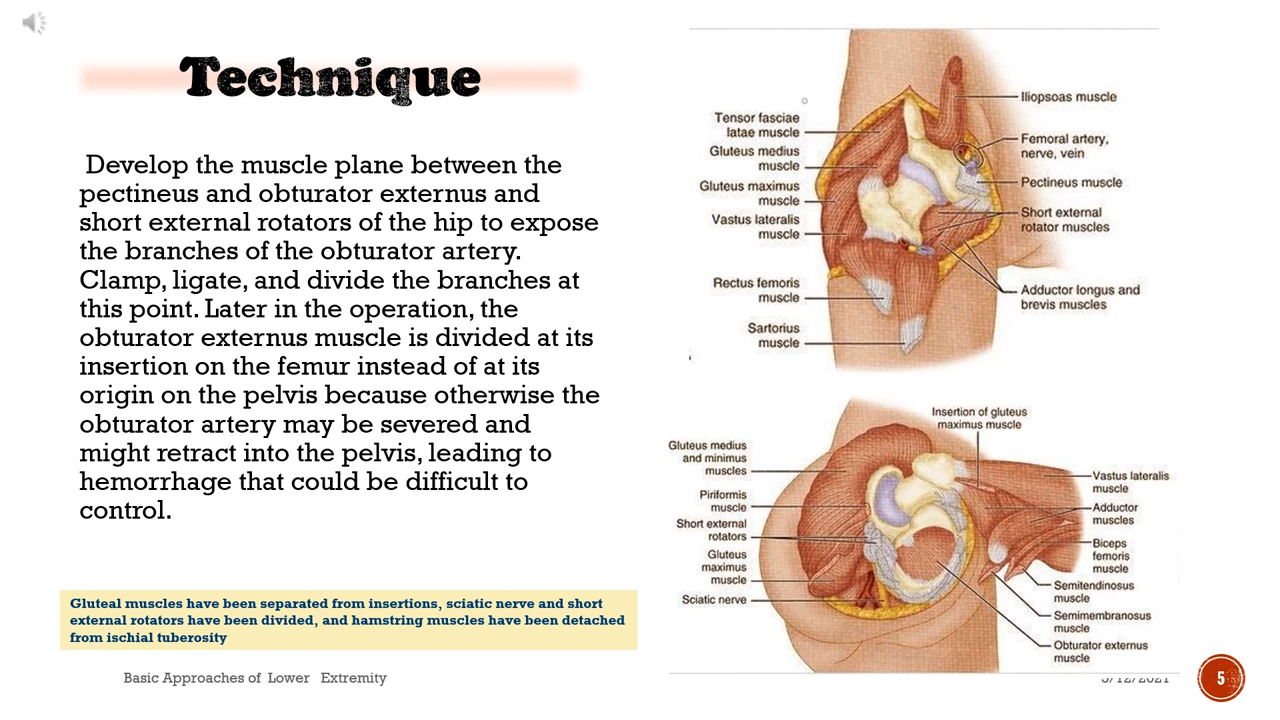 Technique
Develop the muscle plane between the
pectineus and obturator externus and
short external rotators of the hip to expose
the branches of the obturator artery.
Clamp, ligate, and divide the branches at
this point. Later in the operation, the
obturator externus muscle is divided at its
insertion on the femur instead of at its
origin on the pelvis because otherwise the
obturator artery may be severed and
might retract into the pelvis, leading to
hemorrhage that could be difficult to
control.
Gluteal muscles have been separated from insertions, sciatic nerve and short
external rotators have been divided, and hamstring muscles have been detached
from ischial tuberosity
Basic Approaches of Lower Extremity
Tensor fasciae
latae muscle
Gluteus medius
muscle
Gluteus maximus
muscle
Vastus lateralis
muscle
Rectus femoris
muscle
Sartorius
muscle
Iliopsoas muscle
Femoral artery,
nerve, vein
Pectineus muscle
Short external
rotator muscles
Adductor longus and
brevis muscles
Insertion of gluteus
maximus muscle
Gluteus medius
and minimus
muscles
Piriformis
muscle
Short external
rotators
Gluteus
maximus
muscle
Sciatic nerve
Vastus lateralis
muscle
Adductor
muscles
Biceps
femoris
muscle
Semitendinosus
muscle
Semimembranosus
muscle
Obturator externus
muscle
5